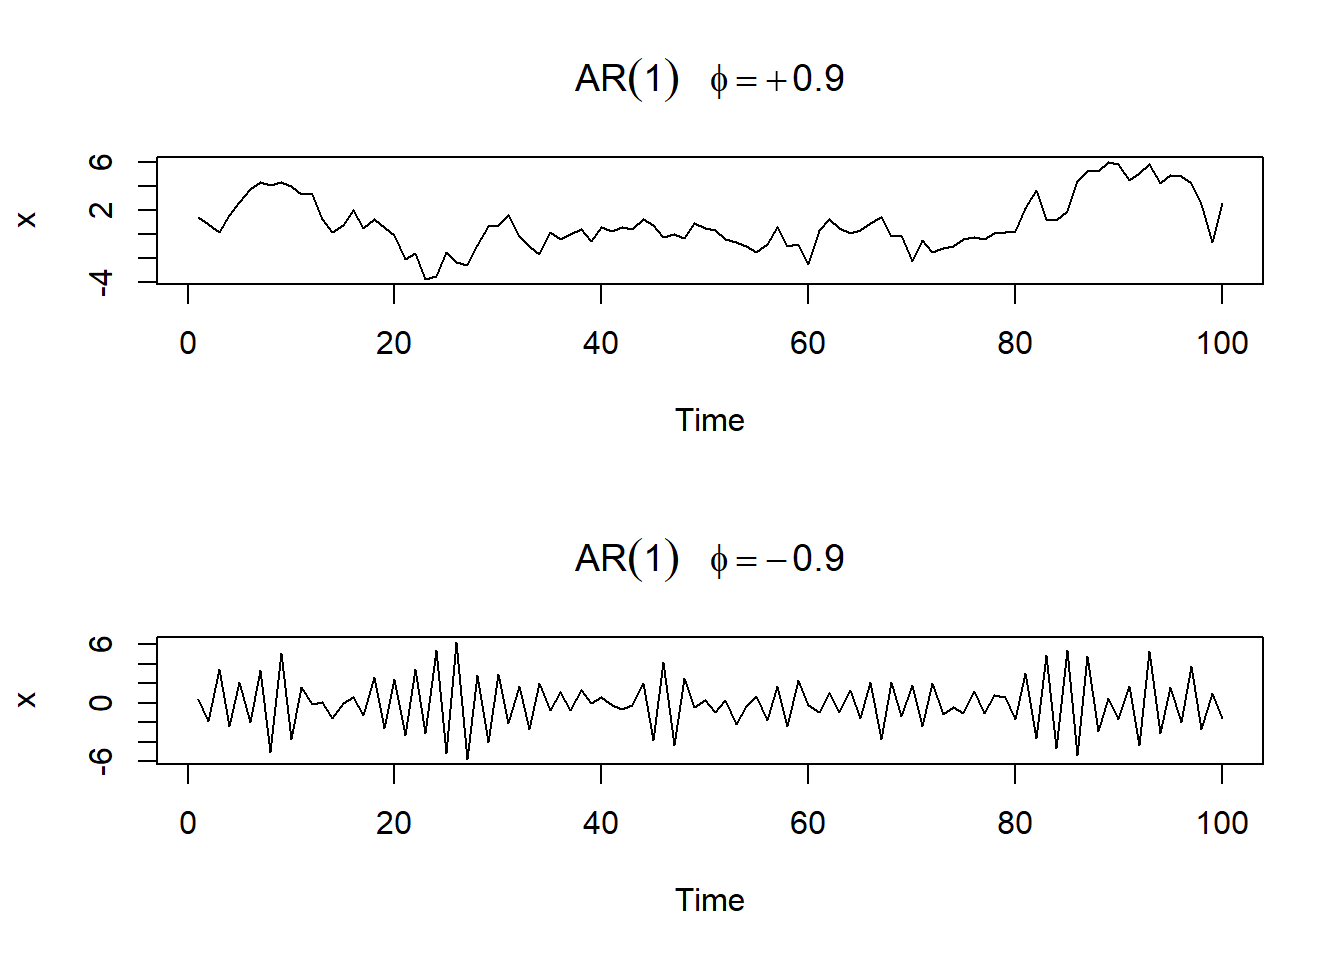 AR(1) ϕ = +0.9
6
2
-4
x
0 20 40 60 80 100
Time
AR(1) ϕ = −0.9
6
0
-6
x
0 20 40 60 80 100
Time